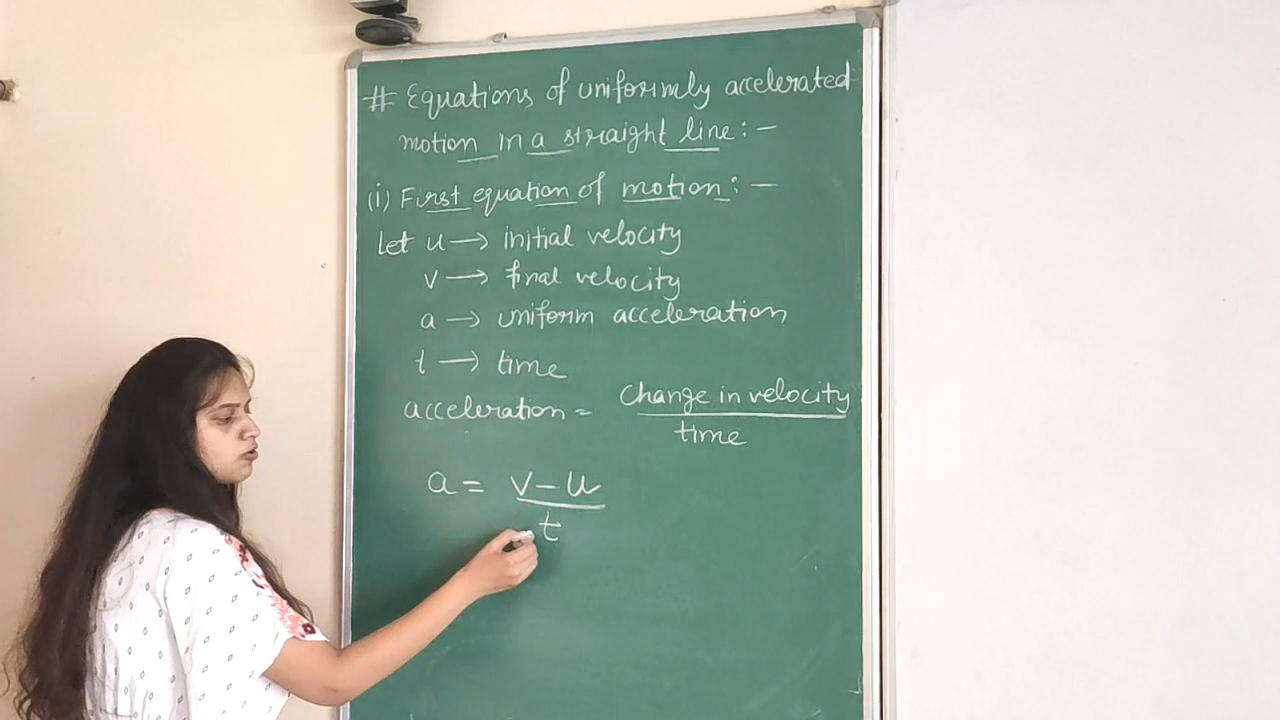 # Equations of uniformly accelerated
motion in a straight line: -
(i) First equation of motion: -
Let u → initial velocity
v → final velocity
a → uniform acceleration
t → time
acceleration = change in velocity
time
a = v - u
t